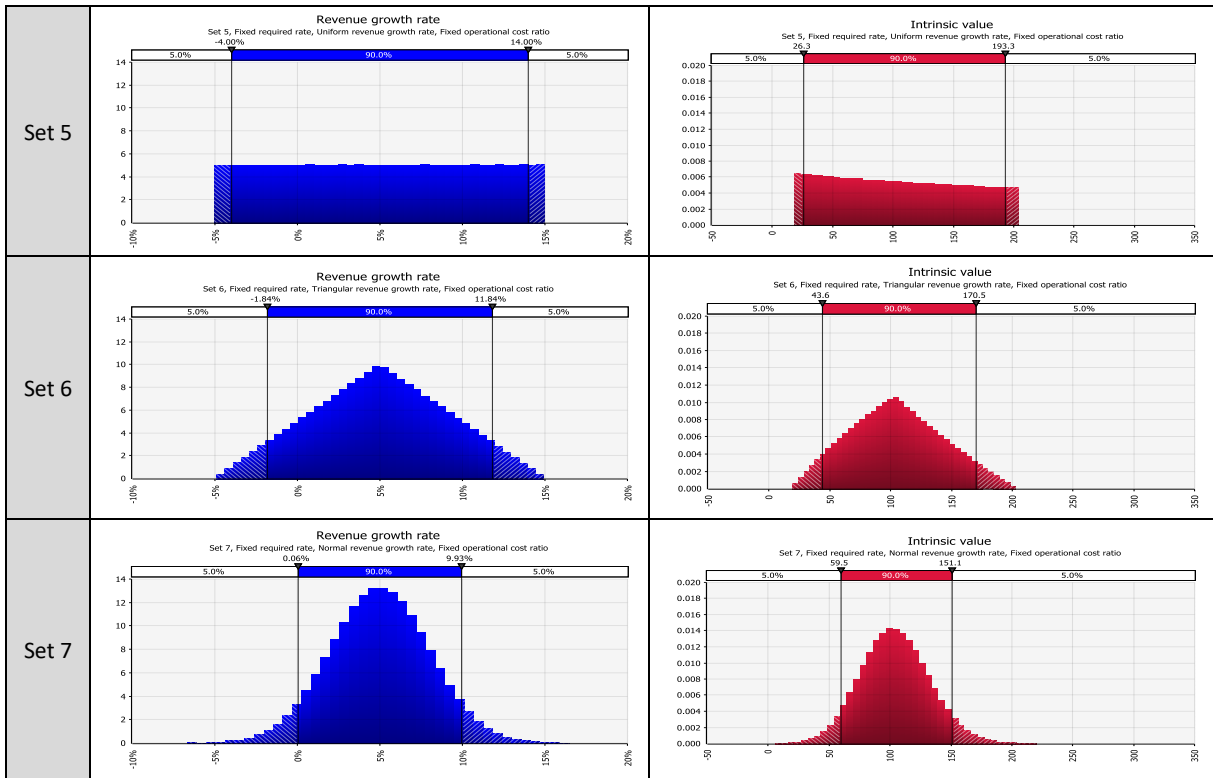 Set 5
Revenue growth rate
Set 5, Fixed required rate, Uniform revenue growth rate, Fixed operational cost ratio
-4.00% 14.00%
5.0% 90.0% 5.0%
14
12
10
8
6
4
2
0
-10% -5% 0% 5% 10% 15% 20%
Intrinsic value
Set 5, Fixed required rate, Uniform revenue growth rate, Fixed operational cost ratio
26.3 193.3
5.0% 90.0% 5.0%
0.020
0.018
0.016
0.014
0.012
0.010
0.008
0.006
0.004
0.002
0.000
-50 0 50 100 150 200 250 300 350
Set 6
Revenue growth rate
Set 6, Fixed required rate, Triangular revenue growth rate, Fixed operational cost ratio
-1.84% 11.84%
5.0% 90.0% 5.0%
14
12
10
8
6
4
2
0
-10% -5% 0% 5% 10% 15% 20%
Intrinsic value
Set 6, Fixed required rate, Triangular revenue growth rate, Fixed operational cost ratio
43.6 170.5
5.0% 90.0% 5.0%
0.020
0.018
0.016
0.014
0.012
0.010
0.008
0.006
0.004
0.002
0.000
-50 0 50 100 150 200 250 300 350
Set 7
Revenue growth rate
Set 7, Fixed required rate, Normal revenue growth rate, Fixed operational cost ratio
0.06% 9.93%
5.0% 90.0% 5.0%
14
12
10
8
6
4
2
0
-10% -5% 0% 5% 10% 15% 20%
Intrinsic value
Set 7, Fixed required rate, Normal revenue growth rate, Fixed operational cost ratio
59.5 151.1
5.0% 90.0% 5.0%
0.020
0.018
0.016
0.014
0.012
0.010
0.008
0.006
0.004
0.002
0.000
-50 0 50 100 150 200 250 300 350